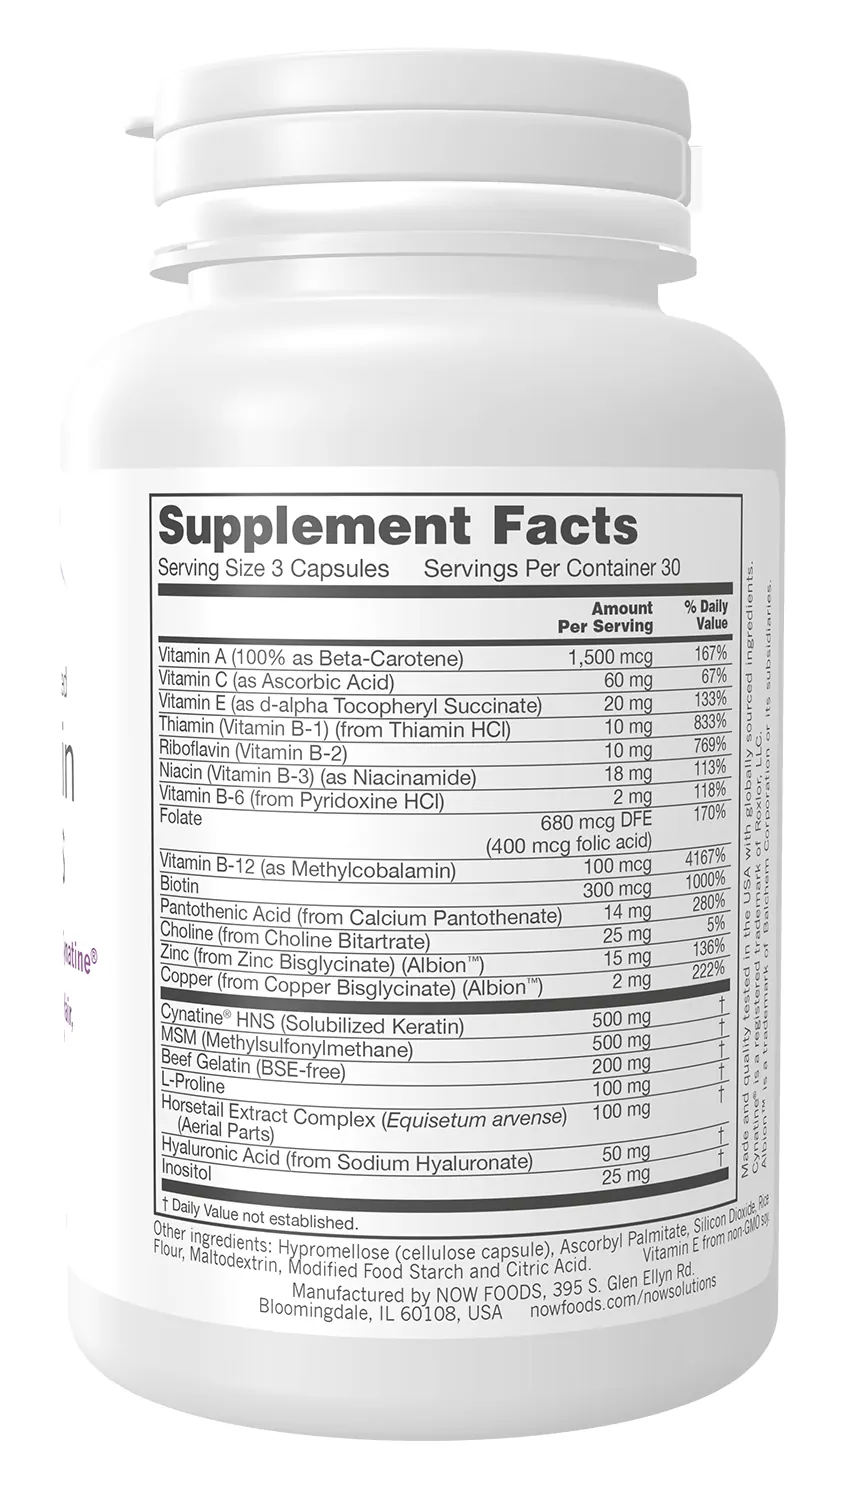 Supplement Facts
Serving Size 3 Capsules Servings Per Container 30
Amount Per Serving % Daily Value
Vitamin A (100% as Beta-Carotene) 1,500 mcg 167%
Vitamin C (as Ascorbic Acid) 60 mg 67%
Vitamin E (as d-alpha Tocopheryl Succinate) 20 mg 133%
Thiamin (Vitamin B-1) (from Thiamin HCl) 10 mg 833%
Riboflavin (Vitamin B-2) 10 mg 769%
Niacin (Vitamin B-3) (as Niacinamide) 18 mg 113%
Vitamin B-6 (from Pyridoxine HCl) 2 mg 118%
Folate 680 mcg DFE 170%
(400 mcg folic acid)
Vitamin B-12 (as Methylcobalamin) 100 mcg 4167%
Biotin 300 mcg 1000%
Pantothenic Acid (from Calcium Pantothenate) 14 mg 280%
Choline (from Choline Bitartrate) 25 mg 5%
Zinc (from Zinc Bisglycinate) (Albion™) 15 mg 136%
Copper (from Copper Bisglycinate) (Albion™) 2 mg 222%
Cynatine® HNS (Solubilized Keratin) 500 mg †
MSM (Methylsulfonylmethane) 500 mg †
Beef Gelatin (BSE-free) 200 mg †
L-Proline 100 mg †
Horsetail Extract Complex (Equisetum arvense) 100 mg †
(Aerial Parts)
Hyaluronic Acid (from Sodium Hyaluronate) 50 mg †
Inositol 25 mg †
† Daily Value not established.
Other ingredients: Hypromellose (cellulose capsule), Ascorbyl Palmitate, Silicon Dioxide, Rice
Flour, Maltodextrin, Modified Food Starch and Citric Acid. Vitamin E from non-GMO soy.
Manufactured by NOW FOODS, 395 S. Glen Ellyn Rd.
Bloomingdale, IL 60108, USA nowfoods.com/nowsolutions
Made and quality tested in the USA with globally sourced ingredients.
Cynatine® is a registered trademark of Roxlor, LLC.
Albion™ is a trademark of Balchem Corporation or its subsidiaries.